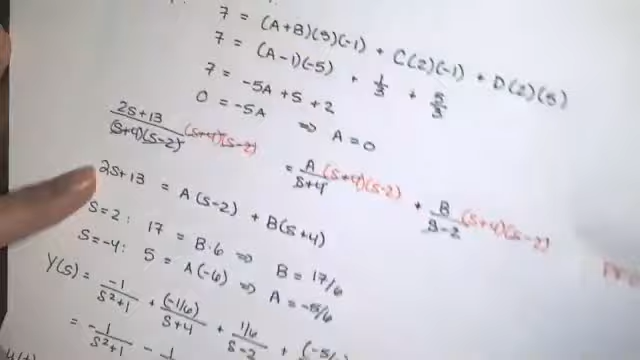 7 = (A+B)(5)(-1) + C(2)(-1) + D(2)(5)
7 = (A-1)(-5) + 1/3 + 5/3
7 = -5A + 5 + 2
0 = -5A ⇒ A=0
2s+13/(s+4)(s-2) (s+4)(s-2) = A/s+4 (s+4)(s-2) + B/s-2 (s+4)(s-2)
2s+13 = A(s-2) + B(s+4)
s=2: 17 = B·6 ⇒ B = 17/6
s=-4: 5 = A(-6) ⇒ A = -5/6
Y(s) = -1/s²+1 + (-1/6)/s+4 + 1/6/s-2 + (-5/
= -1/s²+1 - 1